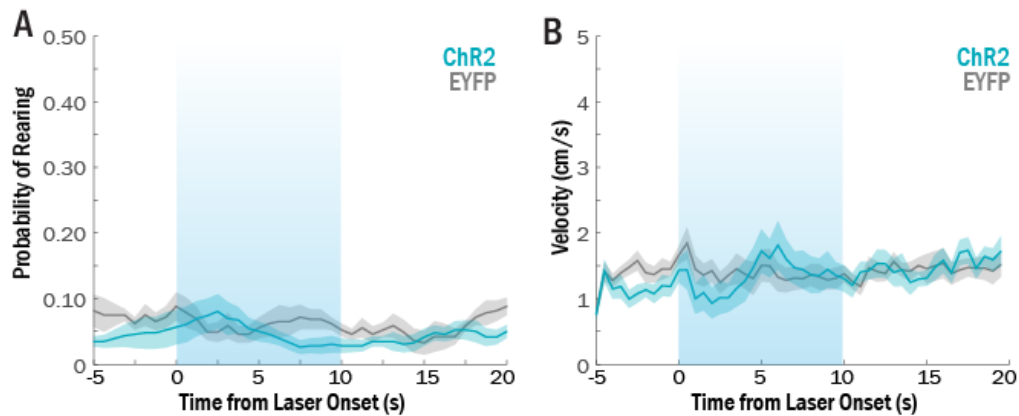 A
Probability of Rearing
0.50
0.40
0.30
0.20
0.10
0
-5
0
5
10
15
20
Time from Laser Onset (s)
ChR2
EYFP
B
Velocity (cm/s)
5
4
3
2
1
0
-5
0
5
10
15
20
Time from Laser Onset (s)
ChR2
EYFP